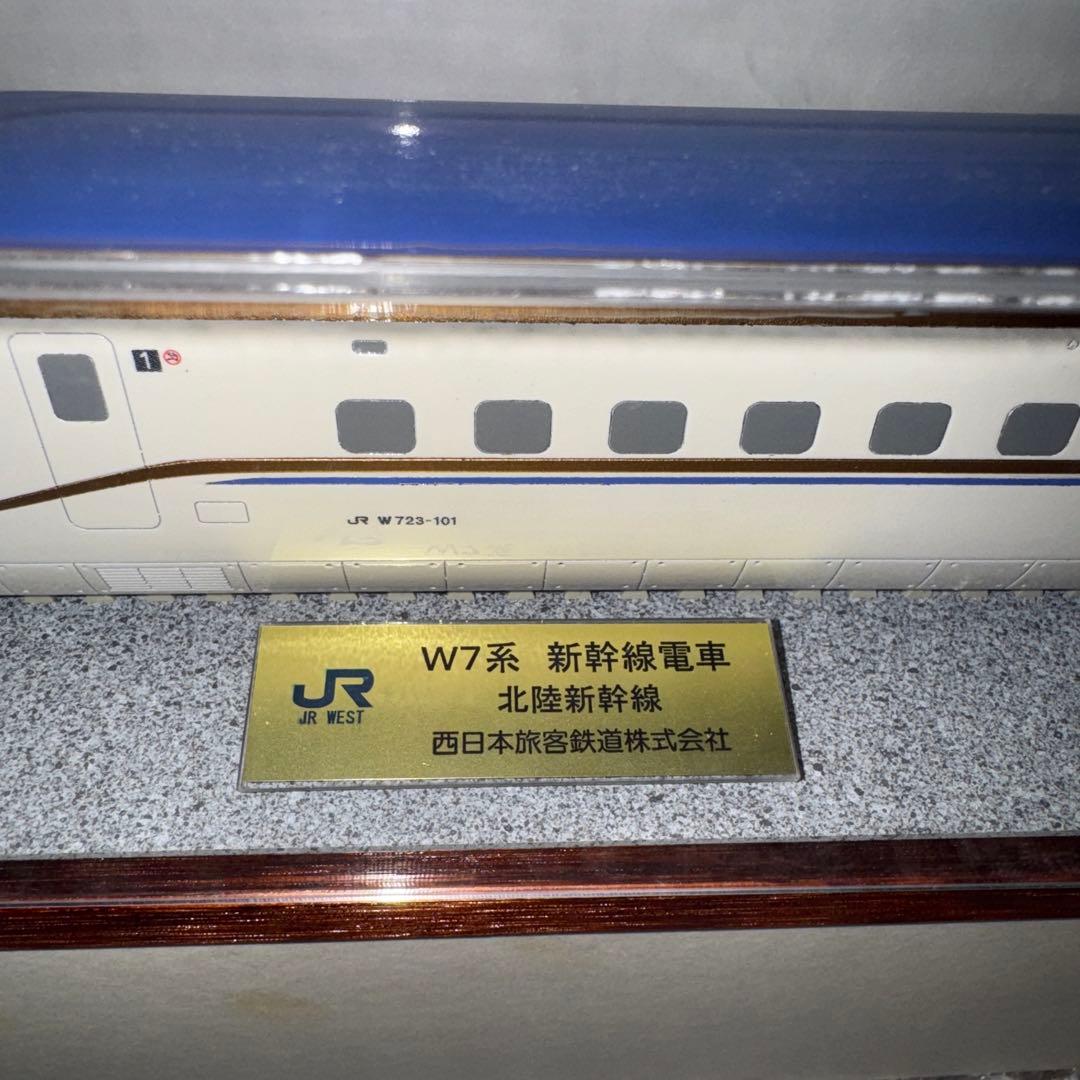 1
JR W723-101
W7系 新幹線電車
北陸新幹線
西日本旅客鉄道株式会社
JR
JR WEST